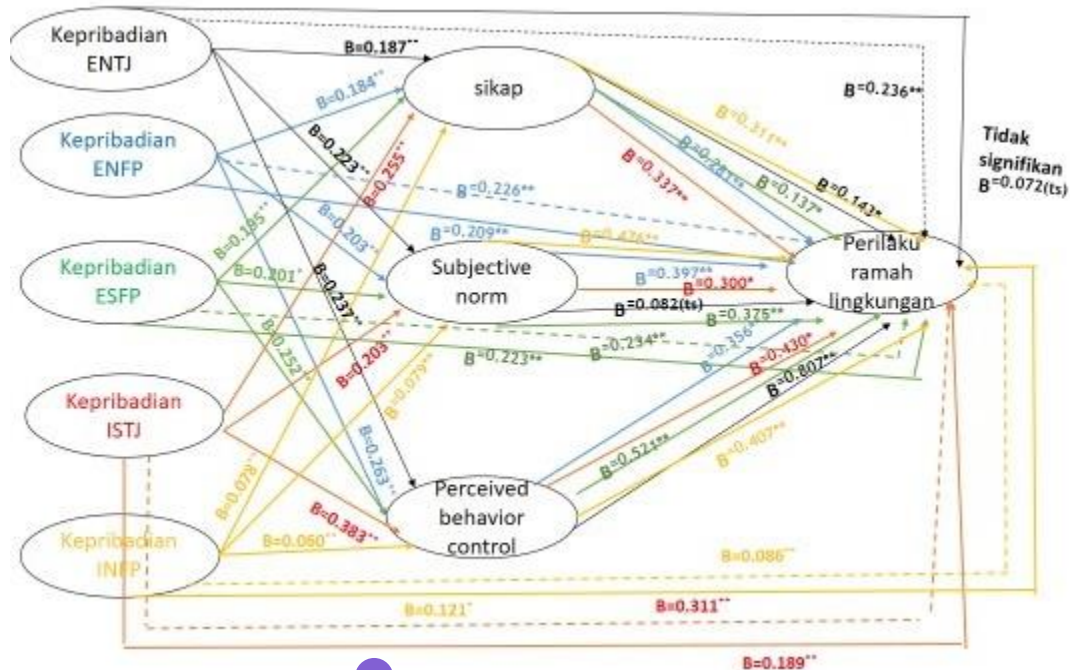 Kepribadian
ENTJ
B=0.187**
sikap
B=0.236**
Tidak
signifikan
B=0.072(ts)
Kepribadian
ENFP
B=0.184**
B=0.223**
B=0.255**
B=0.311**
B=0.281**
B=0.337**
B=0.137*
B=0.143*
B=0.226**
B=0.203**
B=0.209**
B=0.476**
Kepribadian
ESFP
B=0.195**
B=0.201*
B=0.237**
B=0.252**
Subjective
norm
B=0.397**
B=0.300*
B=0.082(ts)
B=0.325**
Perilaku
ramah
lingkungan
B=0.234**
B=0.223**
B=0.356**
B=0.430*
B=0.807**
B=0.521**
B=0.407**
Kepribadian
ISTJ
B=0.203**
B=0.079**
B=0.263**
B=0.078**
B=0.383**
Perceived
behavior
control
Kepribadian
INFP
B=0.060**
B=0.086**
B=0.121*
B=0.311**
B=0.189**